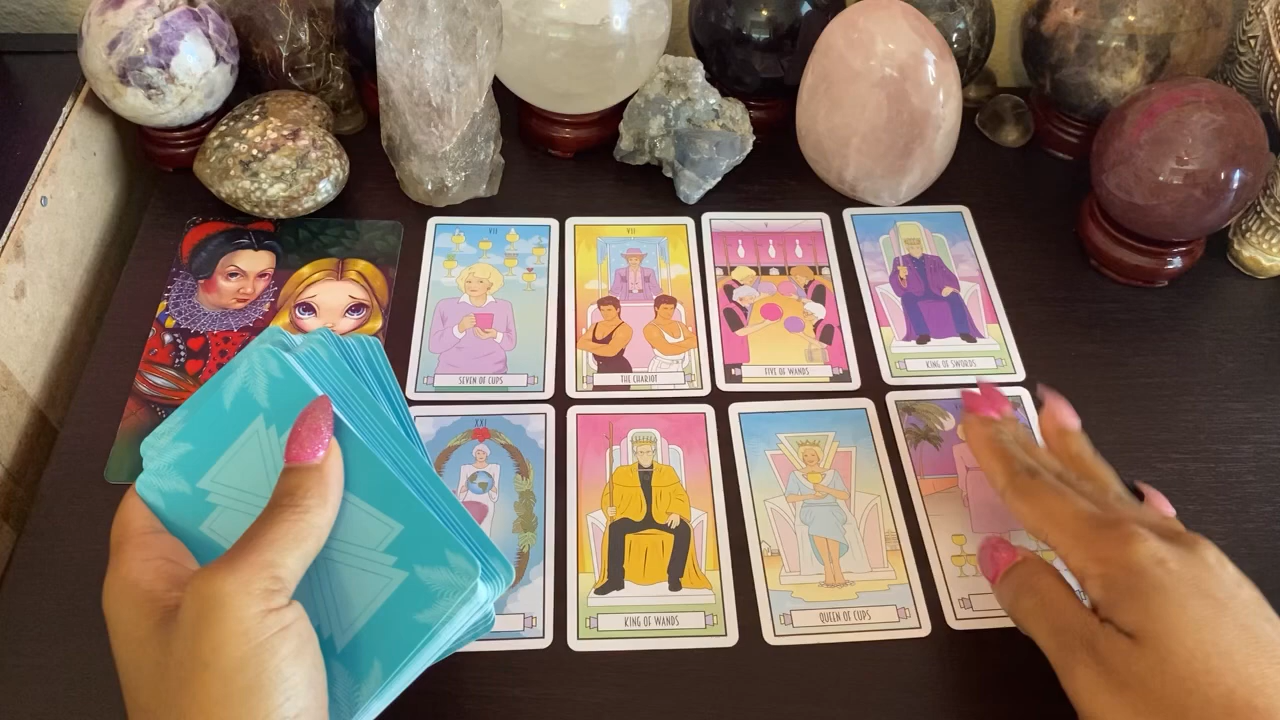 VII
SEVEN OF CUPS
VII
THE CHARIOT
V
FIVE OF WANDS
KING OF SWORDS
XXI
KING OF WANDS
QUEEN OF CUPS